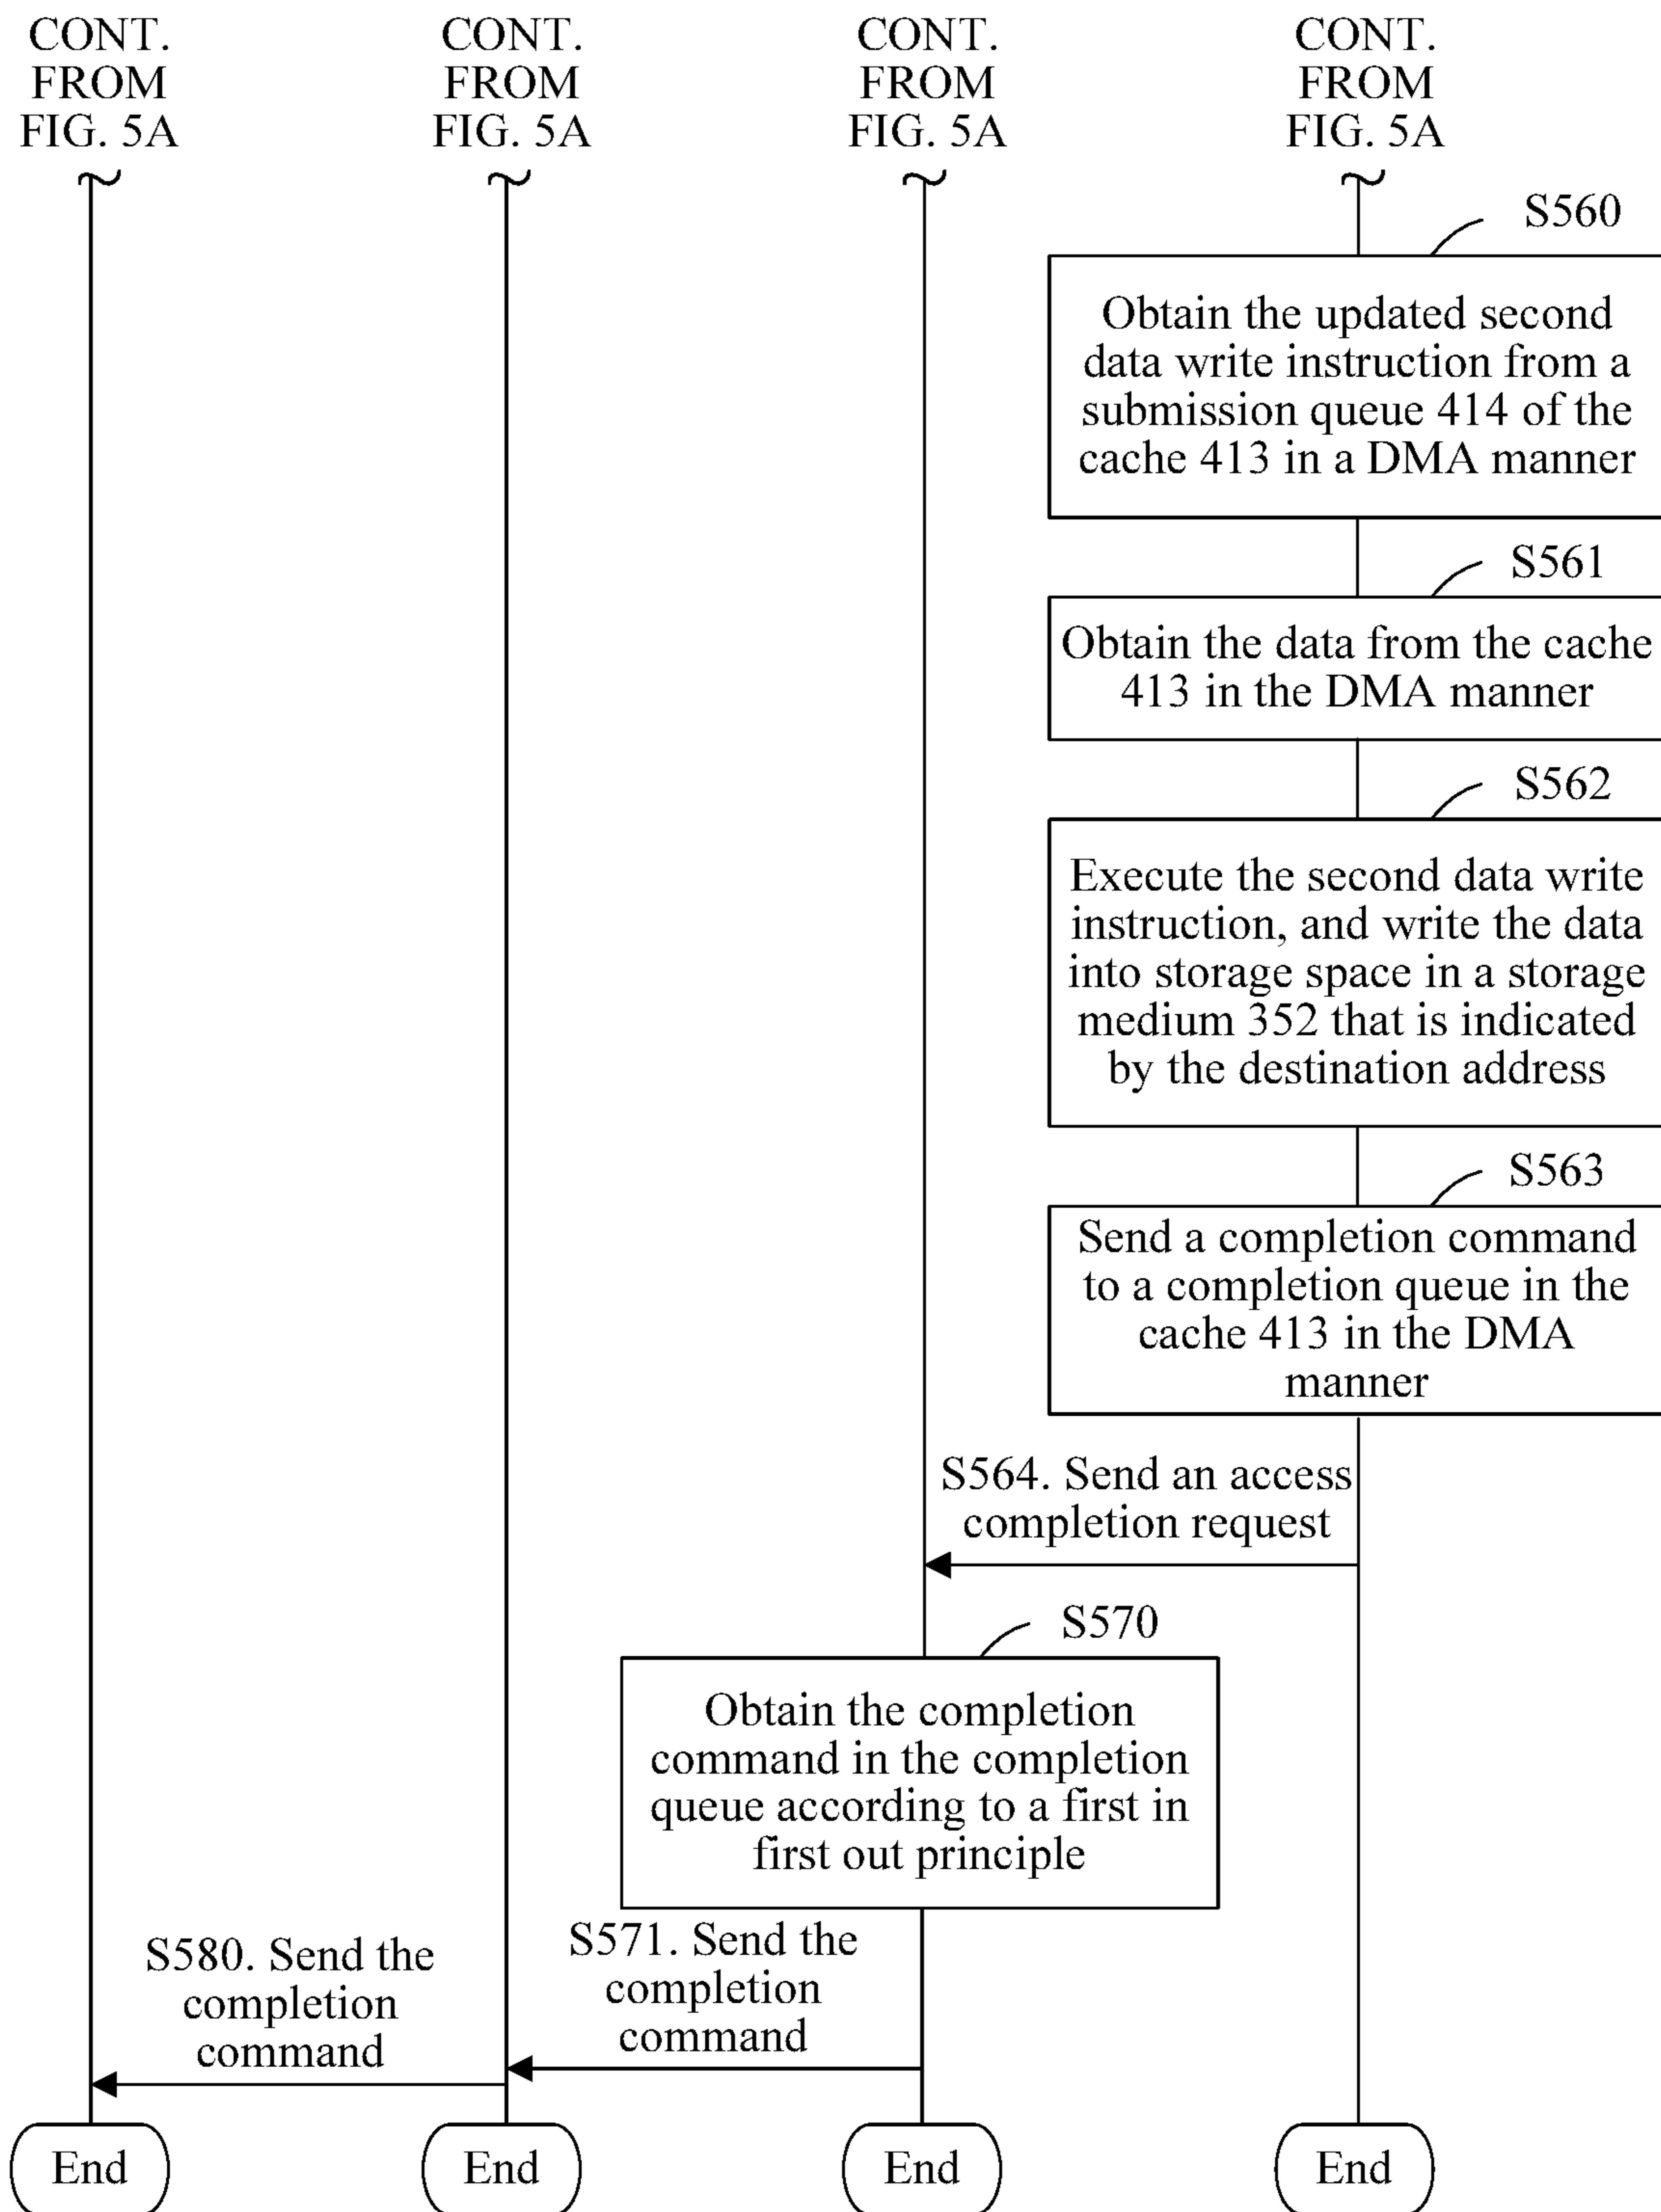 CONT.
FROM
FIG. 5A
CONT.
FROM
FIG. 5A
CONT.
FROM
FIG. 5A
CONT.
FROM
FIG. 5A
S560
Obtain the updated second
data write instruction from a
submission queue 414 of the
cache 413 in a DMA manner
S561
Obtain the data from the cache
413 in the DMA manner
S562
Execute the second data write
instruction, and write the data
into storage space in a storage
medium 352 that is indicated
by the destination address
S563
Send a completion command
to a completion queue in the
cache 413 in the DMA
manner
S564. Send an access
completion request
S570
Obtain the completion
command in the completion
queue according to a first in
first out principle
S571. Send the
completion
command
S580. Send the
completion
command
End
End
End
End